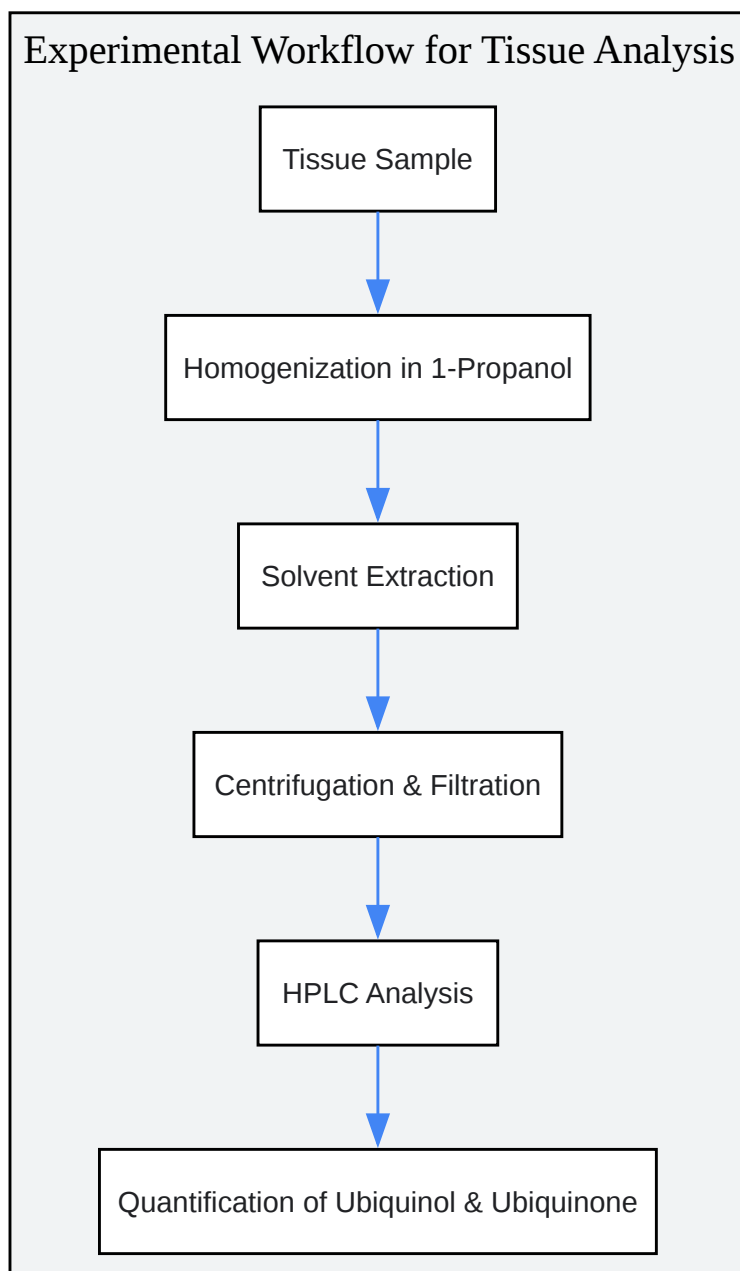 Experimental Workflow for Tissue Analysis
Tissue Sample
Homogenization in 1-Propanol
Solvent Extraction
Centrifugation & Filtration
HPLC Analysis
Quantification of Ubiquinol & Ubiquinone